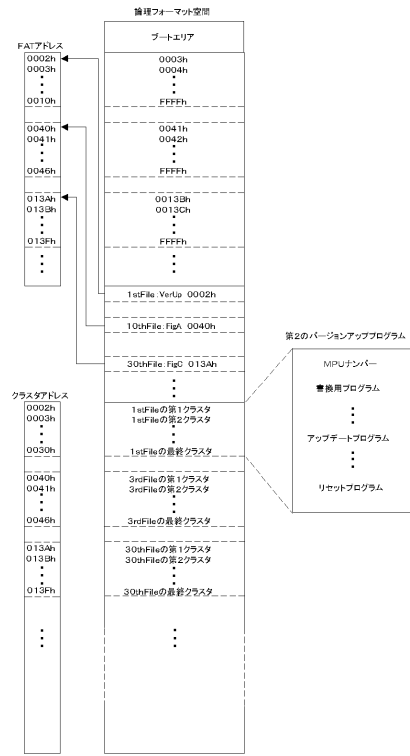 論理フォーマット空間
ブートエリア
FATアドレス
0002h
0003h
0010h
0040h
0041h
0046h
013Ah
013Bh
013Fh
0003h
0004h
FFFFh
0041h
0042h
FFFFh
0013Bh
0013Ch
FFFFh
1stFile:VerUp 0002h
10thFile:FigA 0040h
30thFile:FigC 013Ah
クラスタアドレス
0002h
0003h
0030h
0040h
0041h
0046h
013Ah
013Bh
013Fh
1stFileの第1クラスタ
1stFileの第2クラスタ
1stFileの最終クラスタ
3rdFileの第1クラスタ
3rdFileの第2クラスタ
3rdFileの最終クラスタ
30thFileの第1クラスタ
30thFileの第2クラスタ
30thFileの最終クラスタ
第2のバージョンアッププログラム
MPUナンバー
書換用プログラム
アップデートプログラム
リセットプログラム